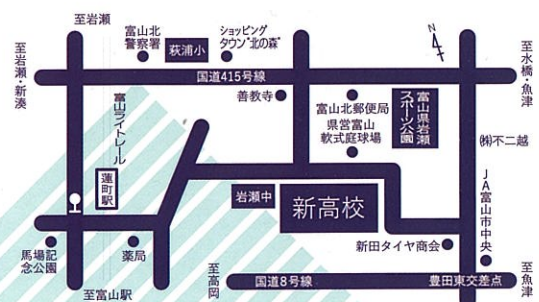 至岩瀬
富山北
警察署
萩浦小
ショッピング
タウン"北の森"
N
至岩瀬・新湊
国道415号線
至水橋・魚津
善教寺
富山北郵便局
県営富山
軟式庭球場
富山県岩瀬
スポーツ公園
㈱不二越
富山ライトレール
蓮町駅
岩瀬中
新高校
JA富山市中央
馬場記
念公園
薬局
新田タイヤ商会
至富山駅
至高岡
国道8号線
豊田東交差点
至魚津